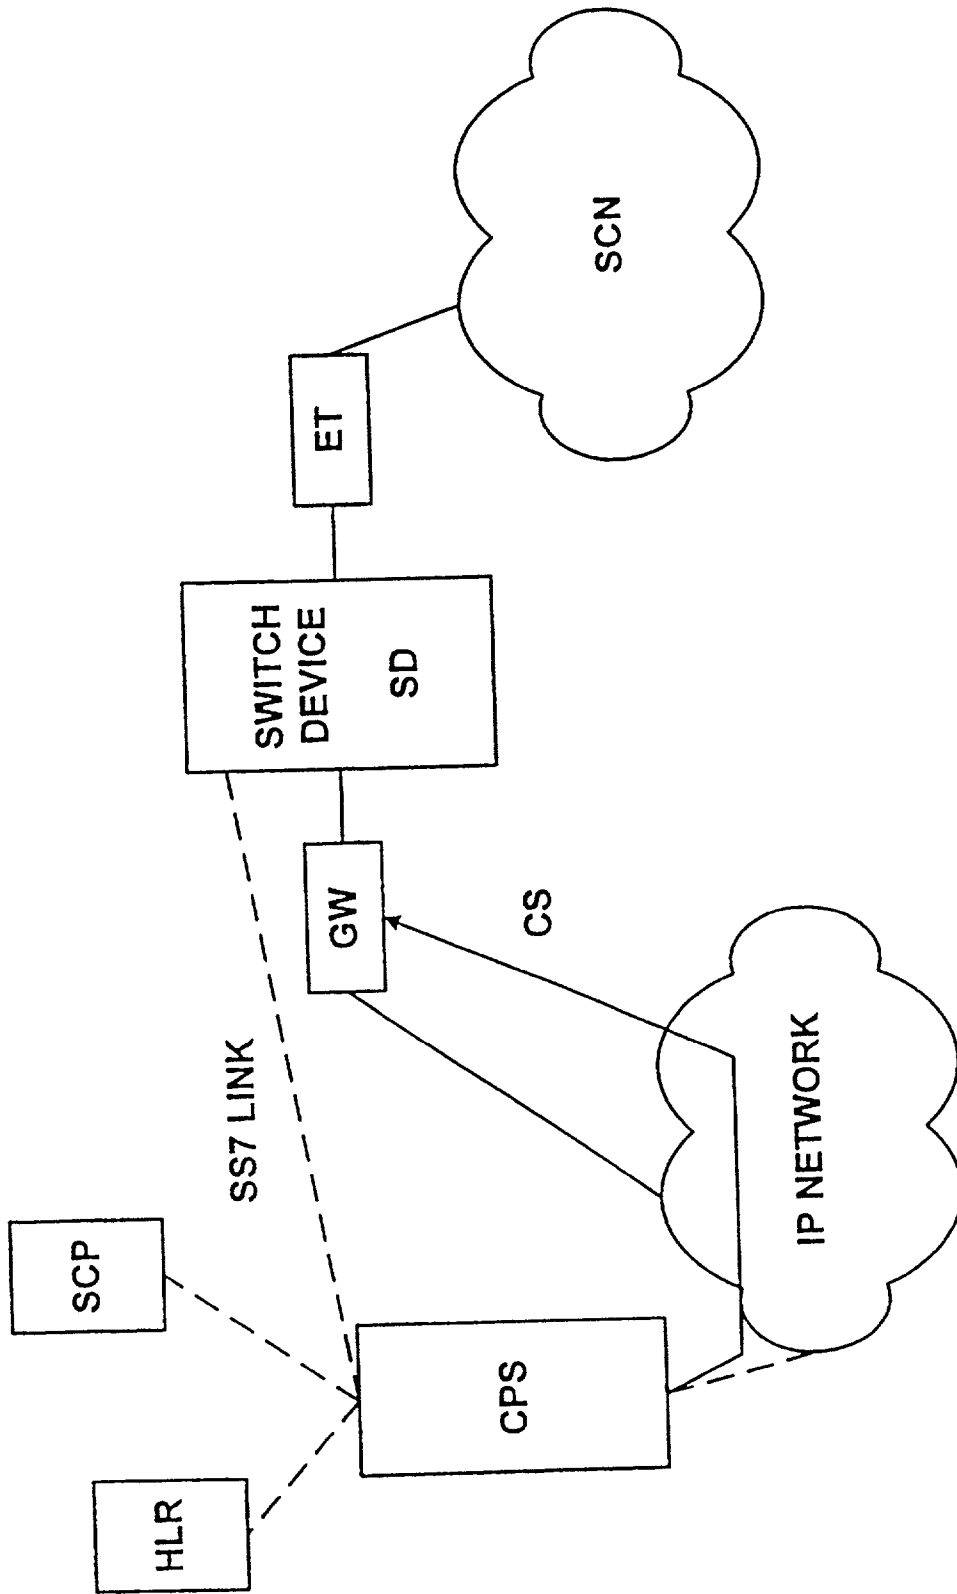 HLR
SCP
CPS
SS7 LINK
IP NETWORK
GW
CS
SWITCH
DEVICE
SD
ET
SCN